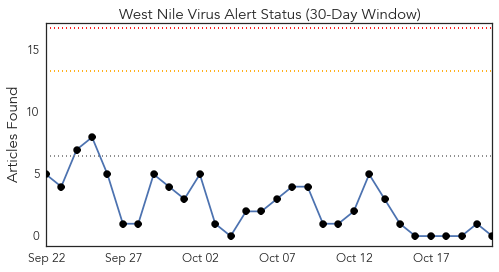 West Nile Virus Alert Status (30-Day Window)
Articles Found
15
10
5
0
Sep 22 Sep 27 Oct 02 Oct 07 Oct 12 Oct 17